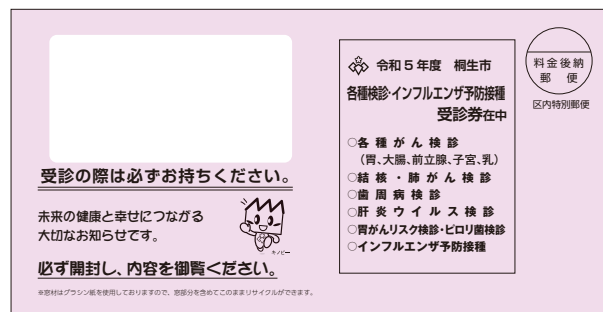 受診の際は必ずお持ちください。
未来の健康と幸せにつながる
大切なお知らせです。
キノピー
必ず開封し、内容を御覧ください。
※窓材はグラシン紙を使用しておりますので、窓部分を含めてこのままリサイクルができます。
令和5年度 桐生市
各種検診・インフルエンザ予防接種
受診券在中
○各種がん検診
(胃、大腸、前立腺、子宮、乳)
○結核・肺がん検診
○歯周病検診
○肝炎ウイルス検診
○胃がんリスク検診・ピロリ菌検診
○インフルエンザ予防接種
料金後納
郵便
区内特別郵便